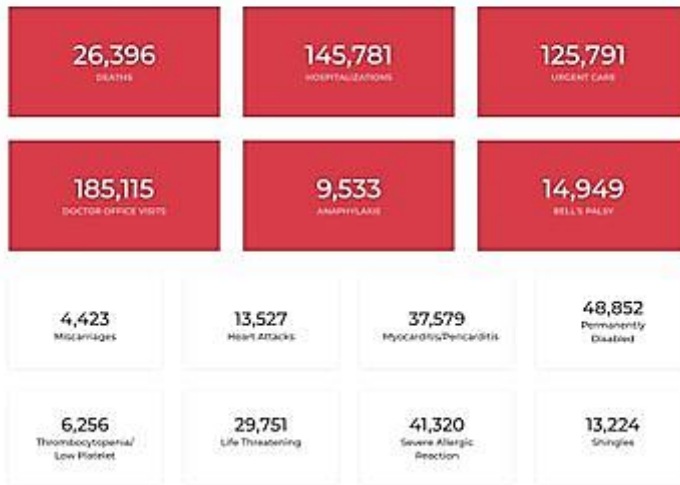 26,396
DEATHS
145,781
HOSPITALIZATIONS
125,791
URGENT CARE
185,115
DOCTOR OFFICE VISITS
9,533
ANAPHYLAXIS
14,949
BELL'S PALSY
4,423
Miscarriages
13,527
Heart Attacks
37,579
Myocarditis/Pericarditis
48,852
Permanently
Disabled
6,256
Thrombocytopenia/
Low Platelet
29,751
Life Threatening
41,320
Severe Allergic
Reaction
13,224
Shingles